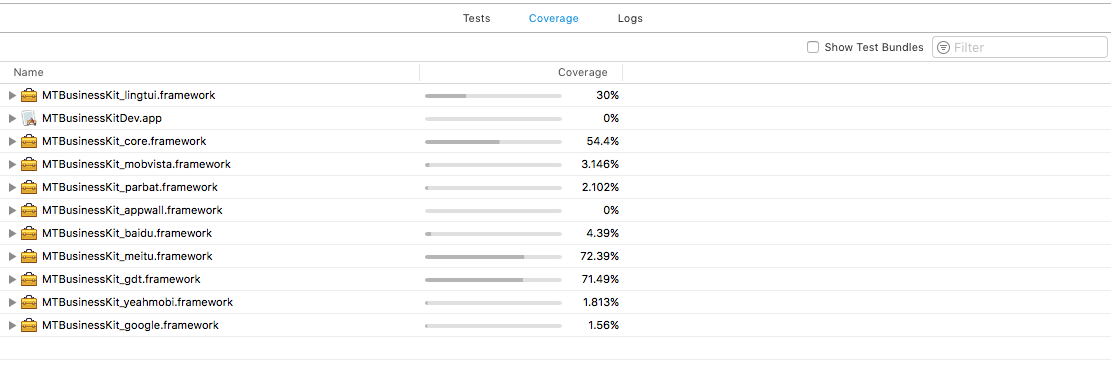 Tests Coverage Logs
Show Test Bundles Filter
Name Coverage
MTBusinessKit_lingtui.framework 30%
MTBusinessKitDev.app 0%
MTBusinessKit_core.framework 54.4%
MTBusinessKit_mobvista.framework 3.146%
MTBusinessKit_parbat.framework 2.102%
MTBusinessKit_appwall.framework 0%
MTBusinessKit_baidu.framework 4.39%
MTBusinessKit_meitu.framework 72.39%
MTBusinessKit_gdt.framework 71.49%
MTBusinessKit_yeahmobi.framework 1.813%
MTBusinessKit_google.framework 1.56%